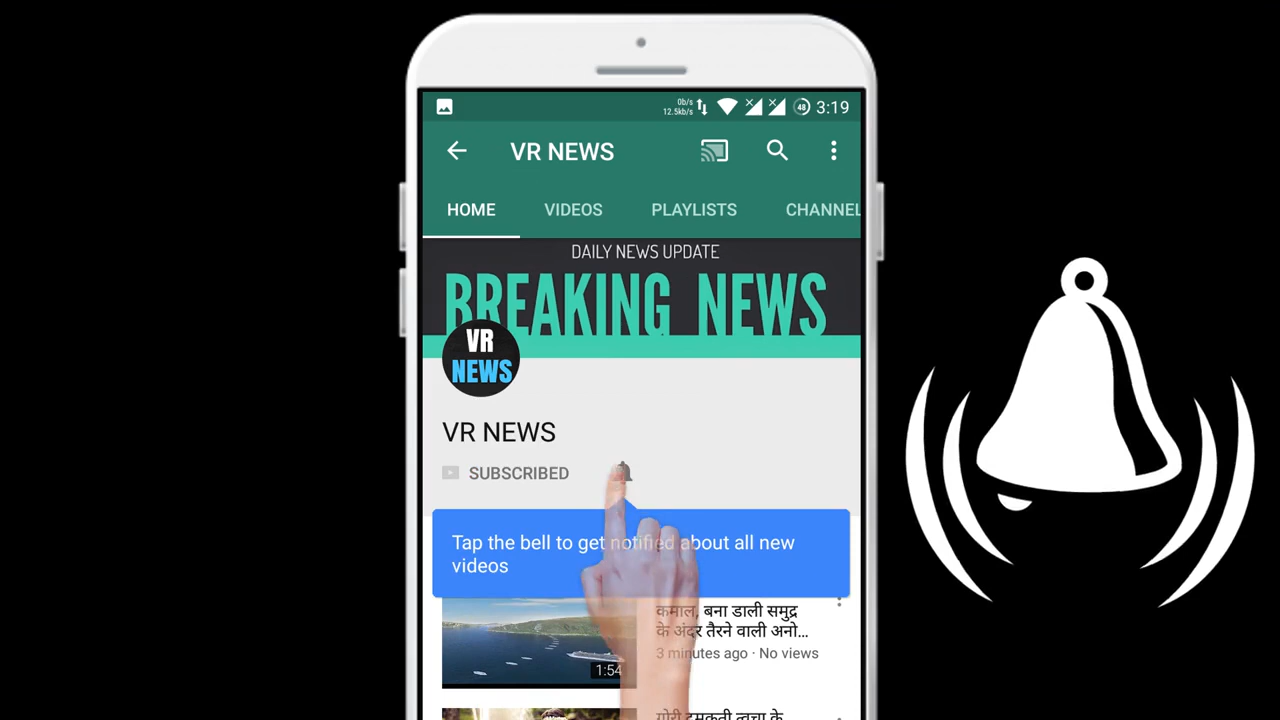 0b/s
12.5kb/s
48
3:19
VR NEWS
HOME VIDEOS PLAYLISTS CHANNEL
DAILY NEWS UPDATE
BREAKING NEWS
VR
NEWS
VR NEWS
SUBSCRIBED
Tap the bell to get notified about all new
videos
कमाल, बना डाली समुद्र
के अंदर तैरने वाली अनो...
3 minutes ago · No views
1:54
गोरी दमकती त्वचा के